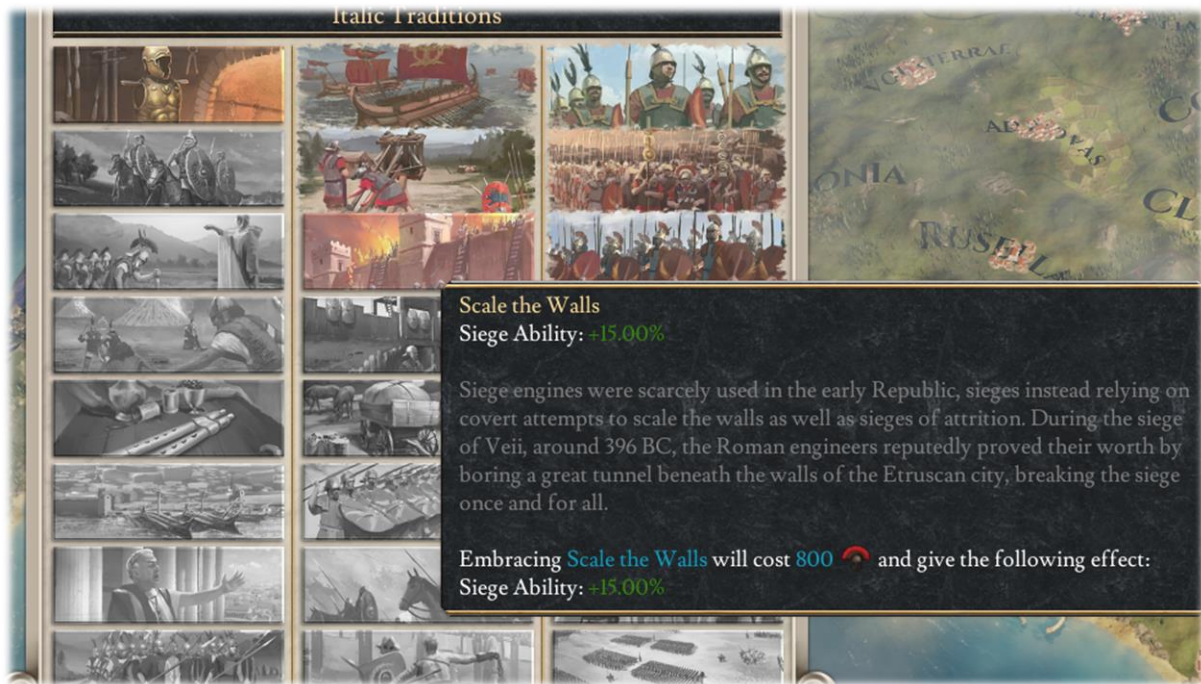 Italic Traditions
RUSELLA
ONIA
Scale the Walls
Siege Ability: +15.00%
Siege engines were scarcely used in the early Republic, sieges instead relying on
covert attempts to scale the walls as well as sieges of attrition. During the siege
of Veii, around 396 BC, the Roman engineers reputedly proved their worth by
boring a great tunnel beneath the walls of the Etruscan city, breaking the siege
once and for all.
Embracing Scale the Walls will cost 800 and give the following effect:
Siege Ability: +15.00%